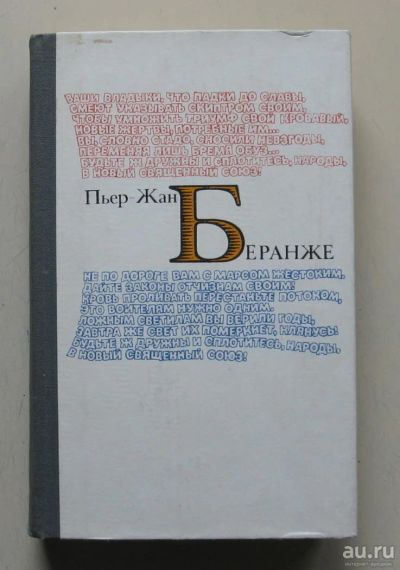 ВАШИ ВЛАДЫКИ, ЧТО ПАДКИ ДО СЛАВЫ,
СМЕЮТ УКАЗЫВАТЬ СКИПТРОМ СВОИМ,
ЧТОБЫ УМНОЖИТЬ ТРИУМФ СВОЙ КРОВАВЫЙ,
НОВЫЕ ЖЕРТВЫ, ПОТРЕБНЫЕ ИМ...
ВЫ, СЛОВНО СТАДО, СНОСИЛИ НЕВЗГОДЫ,
ПЕРЕМЕНЯЯ ЛИШЬ БРЕМЯ ОБУЗ...
БУДЬТЕ Ж ДРУЖНЫ И СПЛОТИТЕСЬ, НАРОДЫ,
В НОВЫЙ СВЯЩЕННЫЙ СОЮЗ!
Пьер-Жан
БЕРАНЖЕ
НЕ ПО ДОРОГЕ ВАМ С МАРСОМ ЖЕСТОКИМ.
ДАЙТЕ ЗАКОНЫ ОТЧИЗНАМ СВОИМ!
КРОВЬ ПРОЛИВАТЬ ПЕРЕСТАНЬТЕ ПОТОКОМ,
ЭТО ВОИТЕЛЯМ НУЖНО ОДНИМ.
ЛОЖНЫМ СВЕТИЛАМ ВЫ ВЕРИЛИ ГОДЫ,
ЗАВТРА ЖЕ СВЕТ ИХ ПОМЕРКНЕТ, КЛЯНУСЬ!
БУДЬТЕ Ж ДРУЖНЫ И СПЛОТИТЕСЬ, НАРОДЫ,
В НОВЫЙ СВЯЩЕННЫЙ СОЮЗ!
au.ru
интернет-аукцион